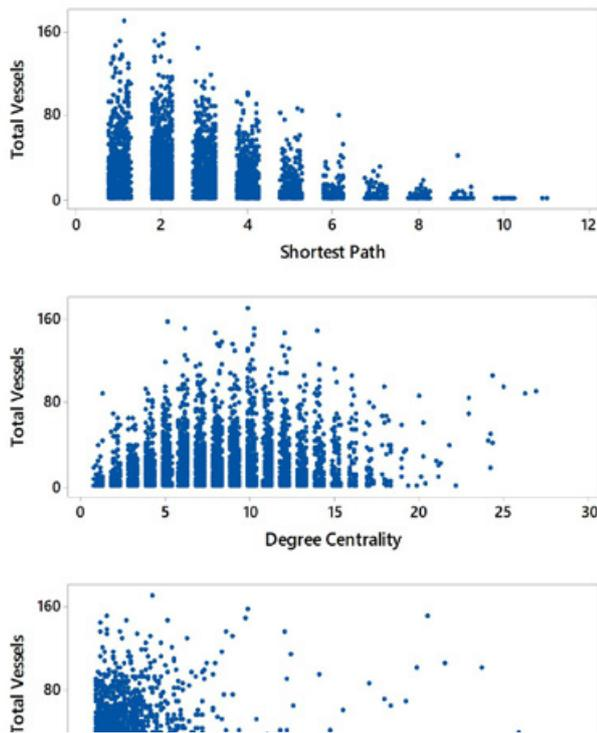 Total Vessels
160
80
0
0 2 4 6 8 10 12
Shortest Path
Total Vessels
160
80
0
0 5 10 15 20 25 30
Degree Centrality
Total Vessels
160
80